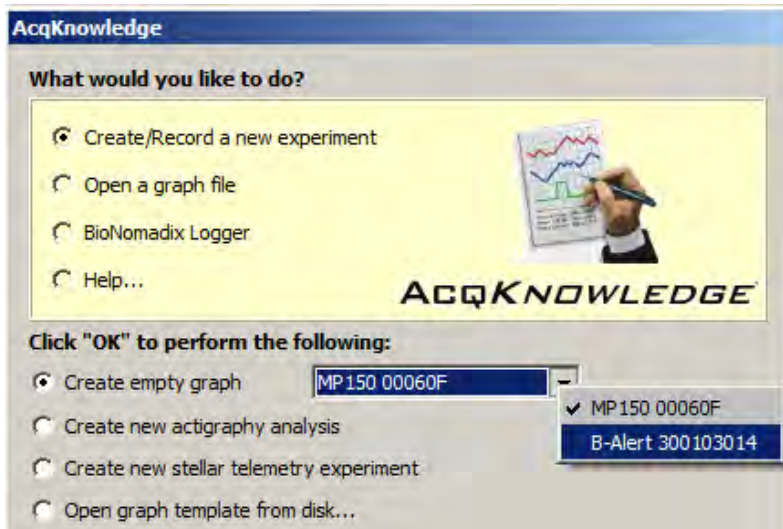 AcqKnowledge
What would you like to do?
Create/Record a new experiment
Open a graph file
BioNomadix Logger
Help...
ACQKNOWLEDGE
Click "OK" to perform the following:
Create empty graph MP150 00060F
MP150 00060F
Create new actigraphy analysis
B-Alert 300103014
Create new stellar telemetry experiment
Open graph template from disk...